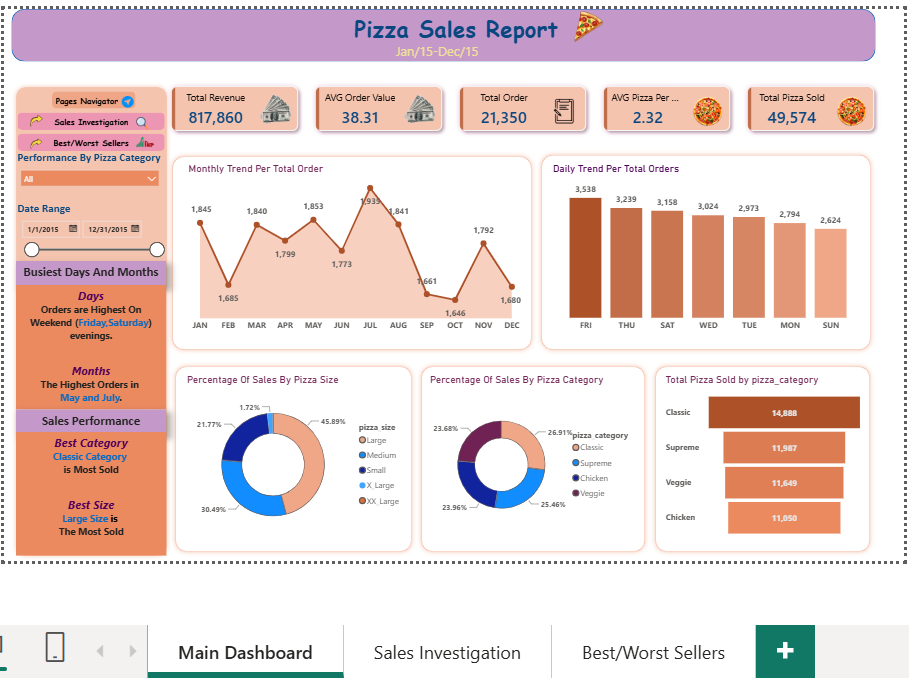 Pizza Sales Report
Jan/15-Dec/15
Pages Navigator
Sales Investigation
Best/Worst Sellers
Performance By Pizza Category
All
Date Range
1/1/2015 12/31/2015
Busiest Days And Months
Days
Orders are Highest On
Weekend (Friday,Saturday)
evenings.
Months
The Highest Orders in
May and July.
Sales Performance
Best Category
Classic Category
is Most Sold
Best Size
Large Size is
The Most Sold
Total Revenue
817,860
AVG Order Value
38.31
Total Order
21,350
AVG Pizza Per ...
2.32
Total Pizza Sold
49,574
Monthly Trend Per Total Order
1,845
1,685
1,840
1,799
1,853
1,773
1,935
1,841
1,661
1,646
1,792
1,680
JAN FEB MAR APR MAY JUN JUL AUG SEP OCT NOV DEC
Daily Trend Per Total Orders
3,538 3,239 3,158 3,024 2,973 2,794 2,624
FRI THU SAT WED TUE MON SUN
Percentage Of Sales By Pizza Size
1.72%
21.77%
45.89%
30.49%
pizza_size
Large
Medium
Small
X_Large
XX_Large
Percentage Of Sales By Pizza Category
23.68%
26.91%
23.96%
25.46%
pizza_category
Classic
Supreme
Chicken
Veggie
Total Pizza Sold by pizza_category
Classic 14,888
Supreme 11,987
Veggie 11,649
Chicken 11,050
Main Dashboard Sales Investigation Best/Worst Sellers +